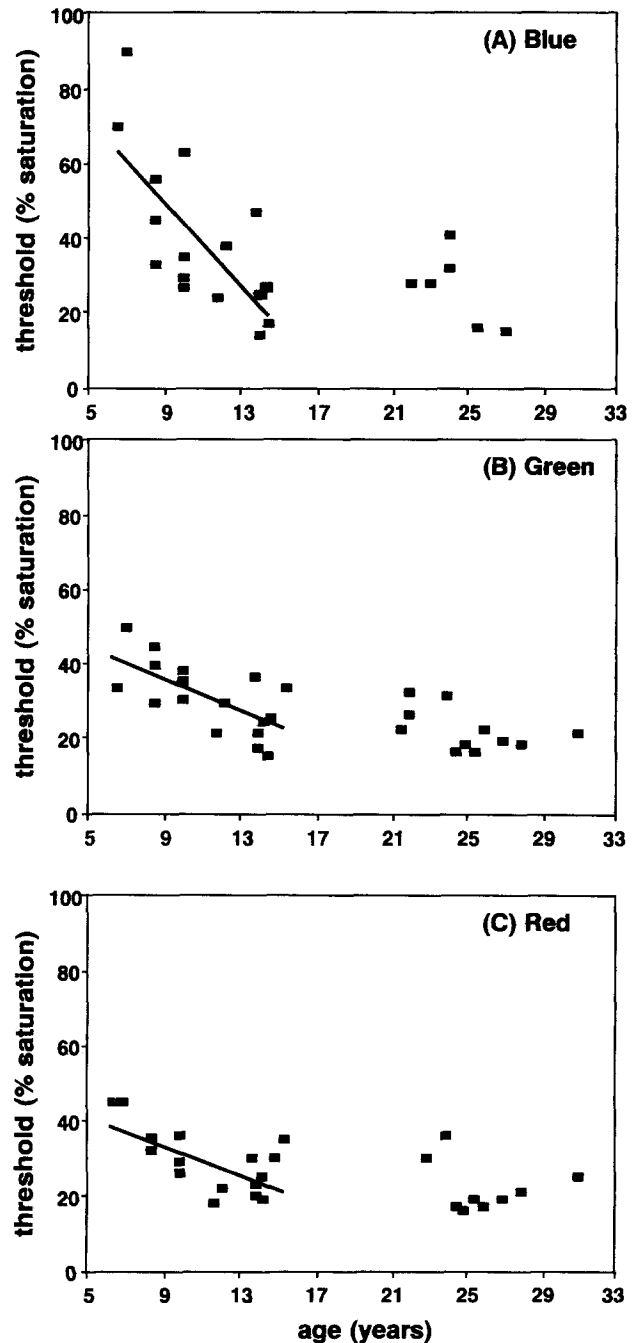 (A) Blue
threshold (% saturation)
100
80
60
40
20
0
5 9 13 17 21 25 29 33
(B) Green
threshold (% saturation)
100
80
60
40
20
0
5 9 13 17 21 25 29 33
(C) Red
threshold (% saturation)
100
80
60
40
20
0
5 9 13 17 21 25 29 33
age (years)